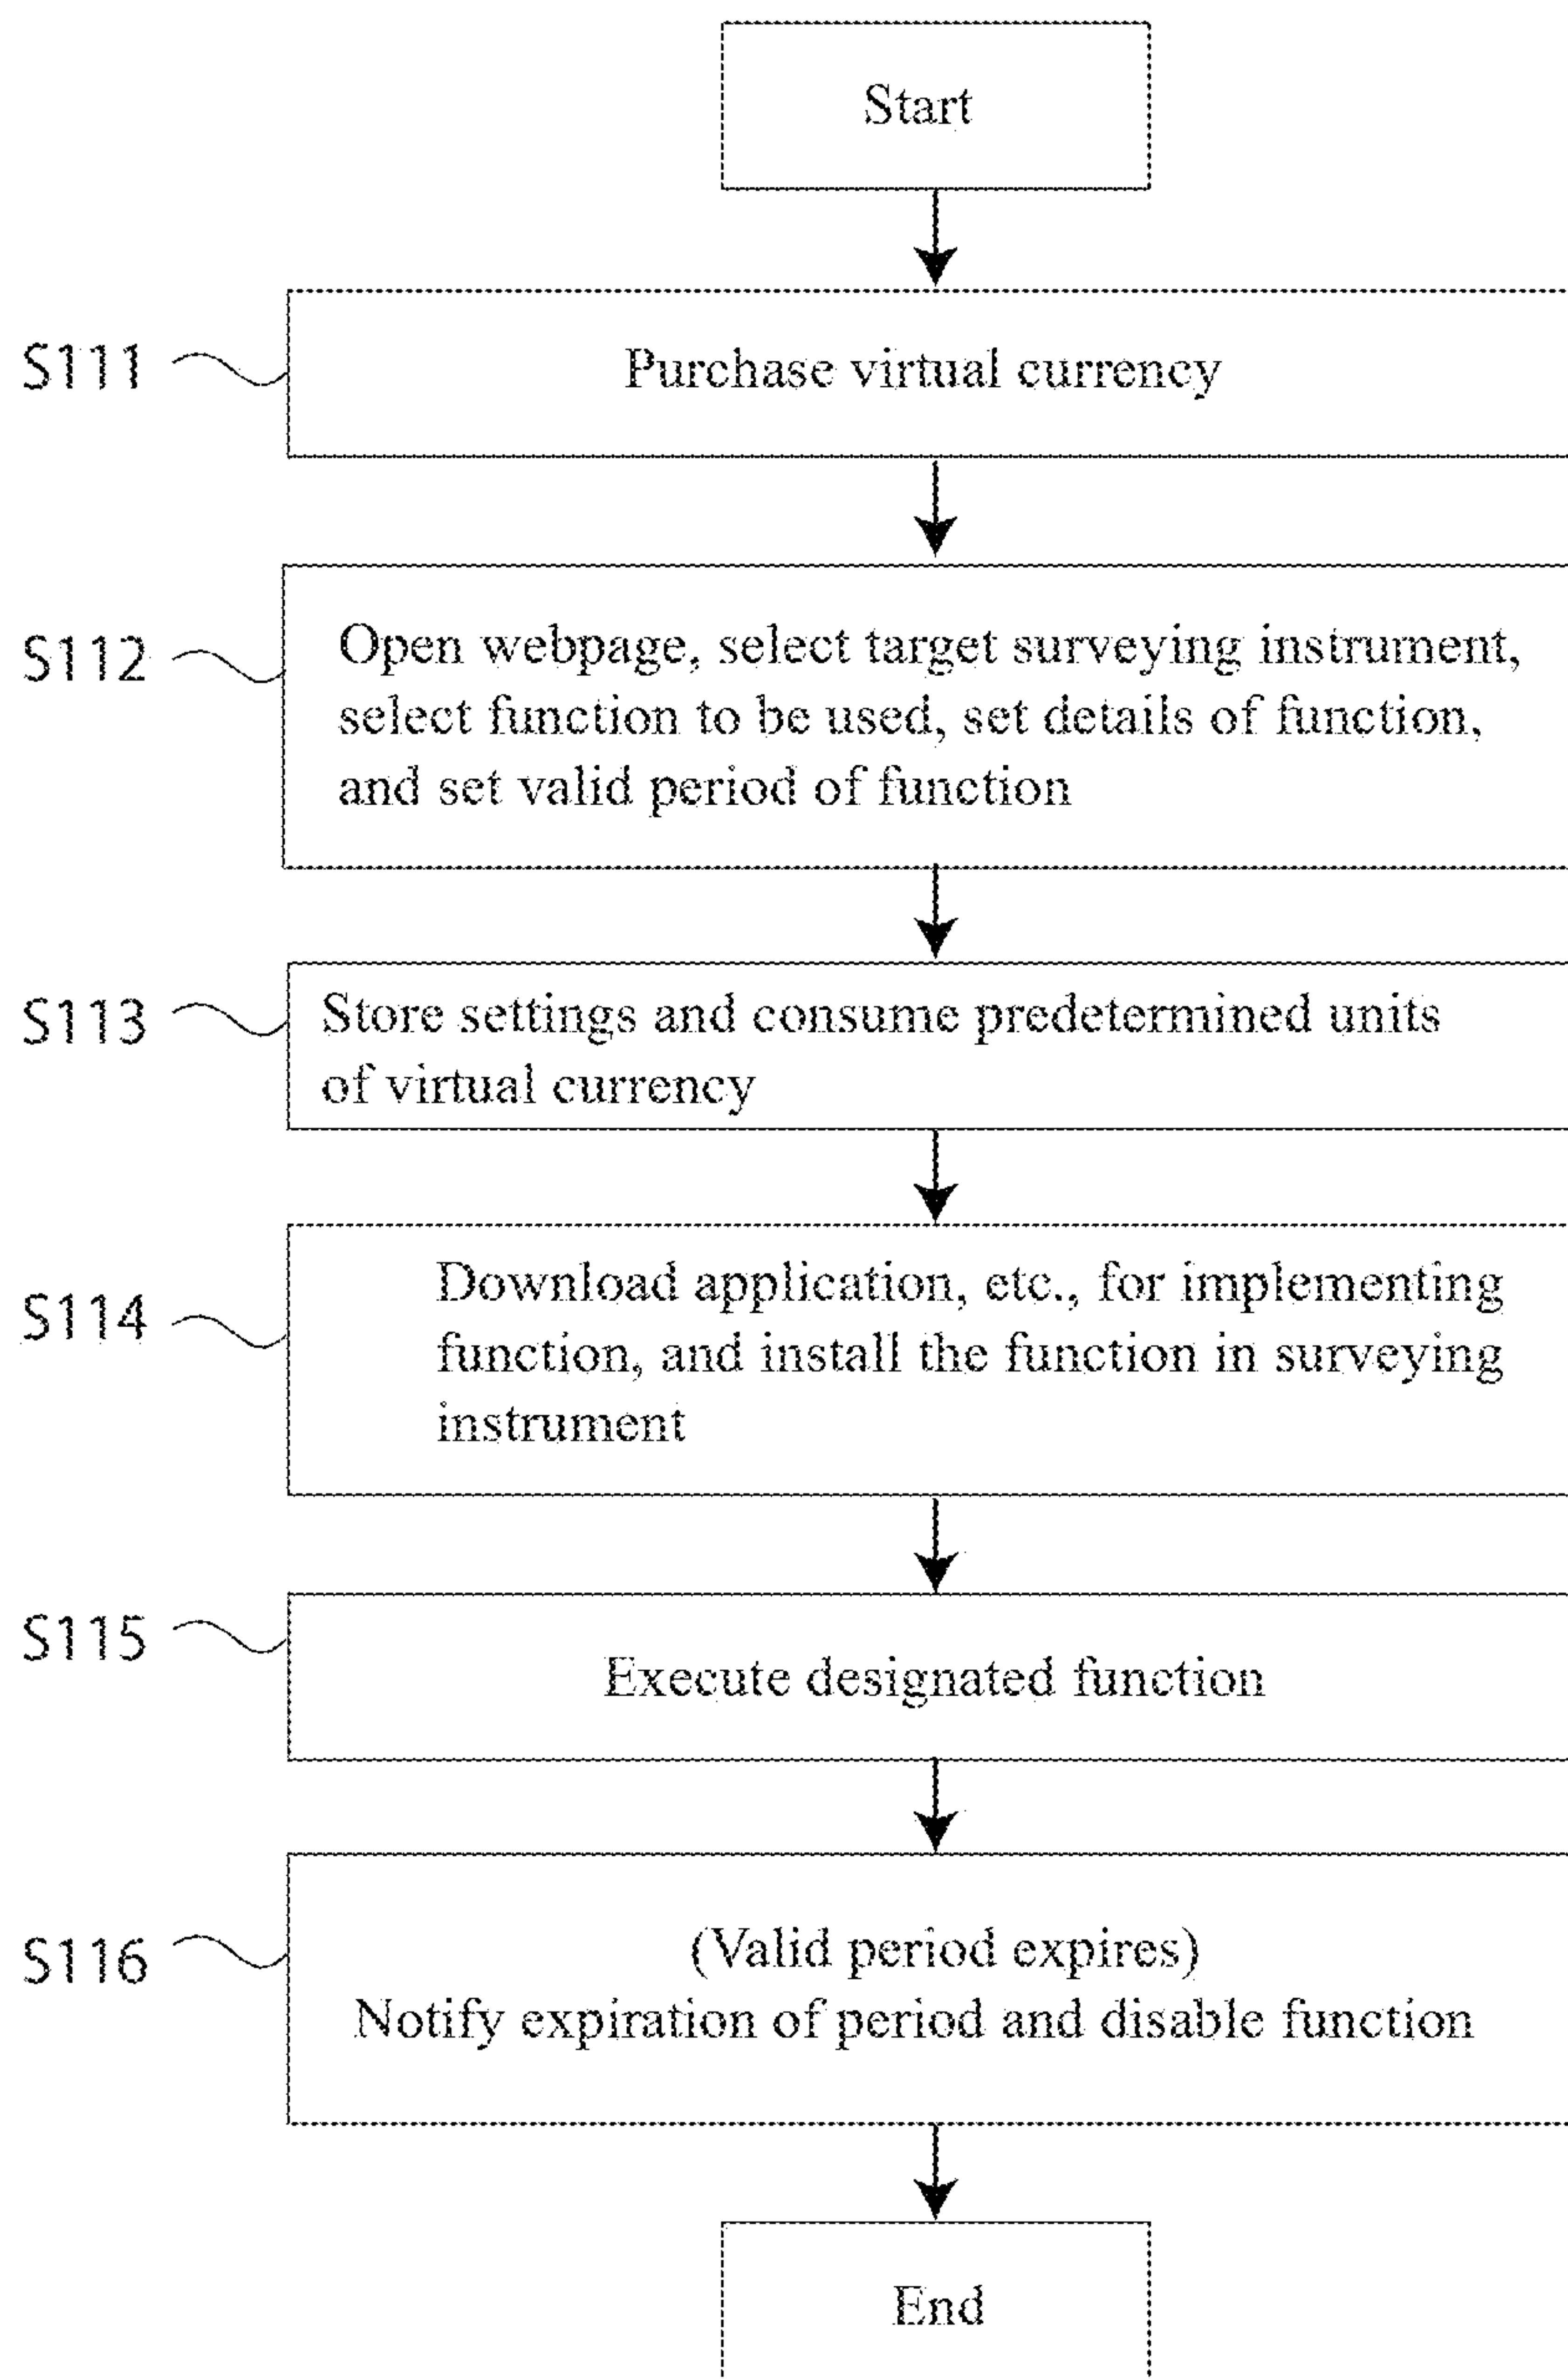 Start
S111
Purchase virtual currency
S112
Open webpage, select target surveying instrument,
select function to be used, set details of function,
and set valid period of function
S113
Store settings and consume predetermined units
of virtual currency
S114
Download application, etc., for implementing
function, and install the function in surveying
instrument
S115
Execute designated function
S116
(Valid period expires)
Notify expiration of period and disable function
End